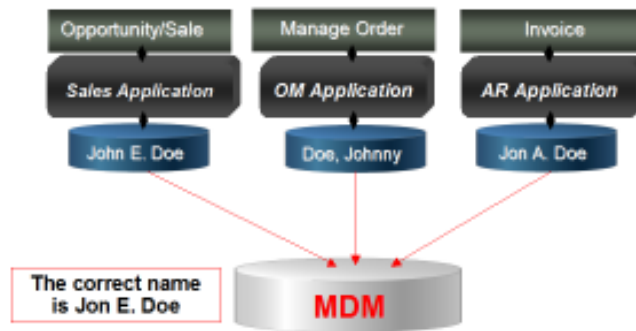 Opportunity/Sale
Manage Order
Invoice
Sales Application
OM Application
AR Application
John E. Doe
Doe, Johnny
Jon A. Doe
The correct name
is Jon E. Doe
MDM